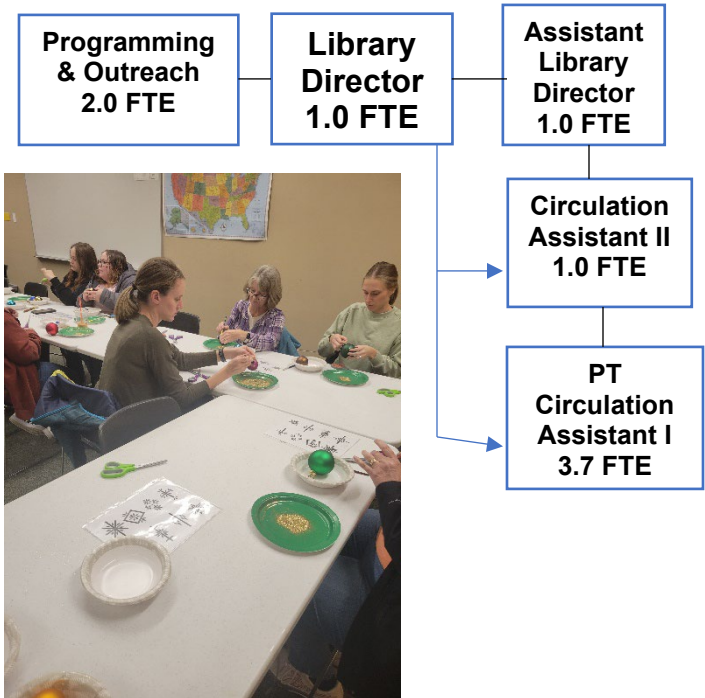 Programming
& Outreach
2.0 FTE
Library
Director
1.0 FTE
Assistant
Library
Director
1.0 FTE
Circulation
Assistant II
1.0 FTE
PT
Circulation
Assistant I
3.7 FTE